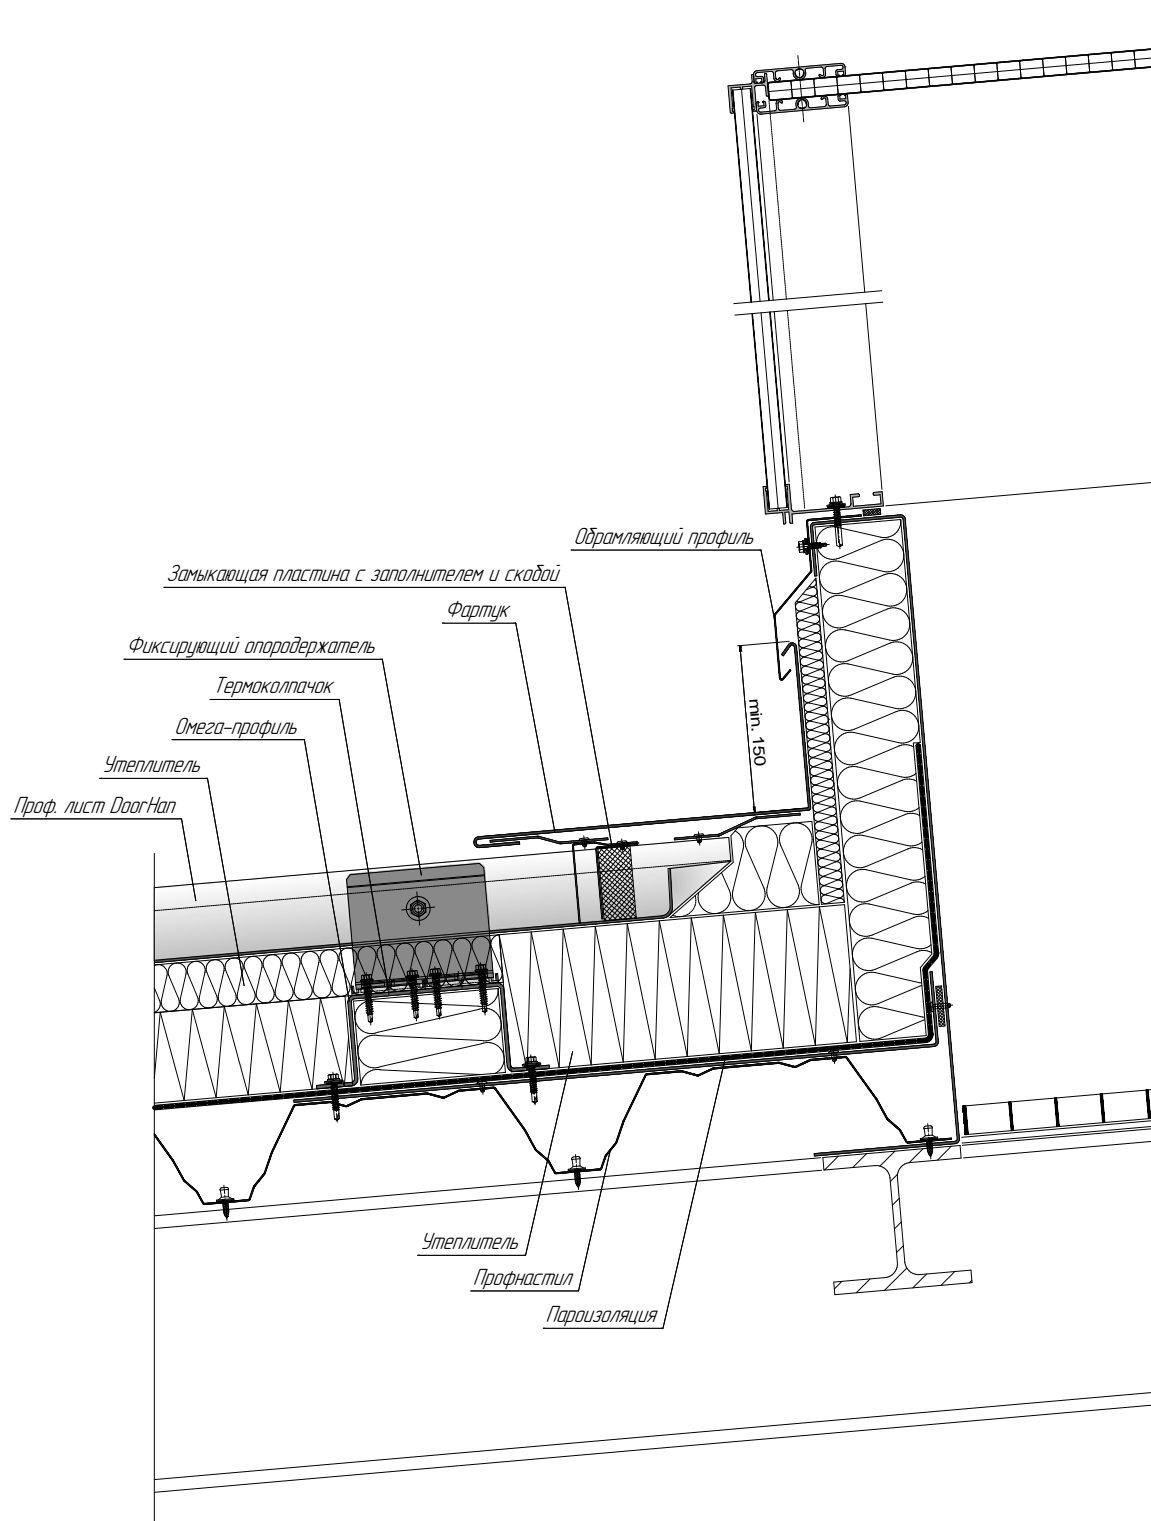 Обрамляющий профиль
Замыкающая пластина с заполнителем и скобой
Фартук
Фиксирующий опородержатель
Термоколпачок
Омега-профиль
Утеплитель
Проф. лист DoorHan
min. 150
Утеплитель
Профнастил
Пароизоляция